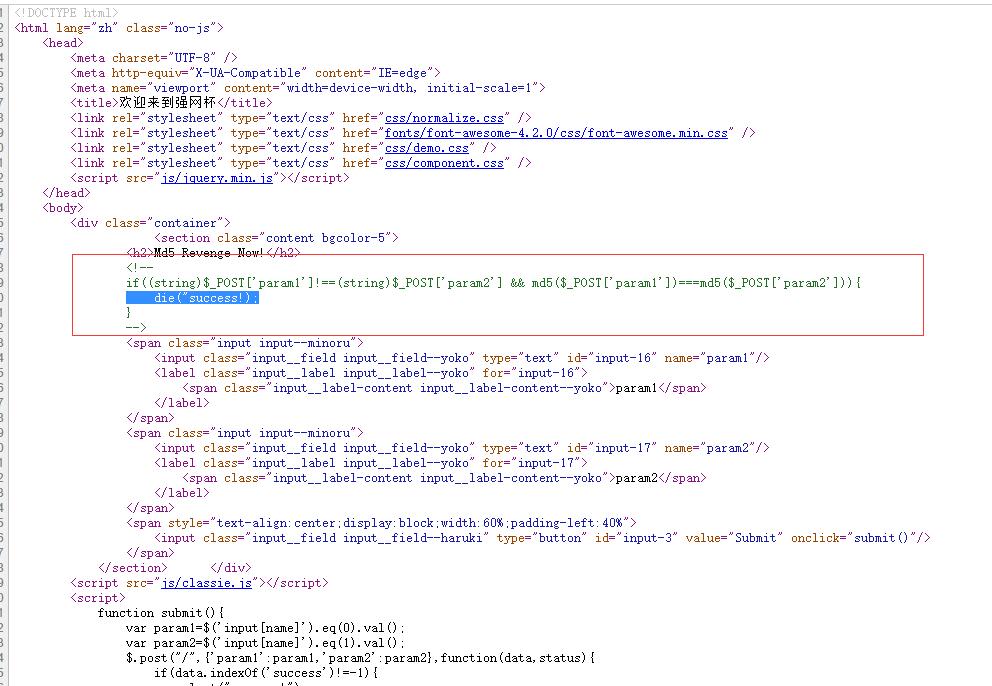 <!DOCTYPE html>
<html lang="zh" class="no-js">
<head>
<meta charset="UTF-8" />
<meta http-equiv="X-UA-Compatible" content="IE=edge">
<meta name="viewport" content="width=device-width, initial-scale=1">
<title>欢迎来到强网杯</title>
<link rel="stylesheet" type="text/css" href="css/normalize.css" />
<link rel="stylesheet" type="text/css" href="fonts/font-awesome-4.2.0/css/font-awesome.min.css" />
<link rel="stylesheet" type="text/css" href="css/demo.css" />
<link rel="stylesheet" type="text/css" href="css/component.css" />
<script src="js/jquery.min.js"></script>
</head>
<body>
<div class="container">
<section class="content bgcolor-5">
<h2>Md5 Revenge Now!</h2>
<!--
if((string)$_POST['param1']!==(string)$_POST['param2'] && md5($_POST['param1'])===md5($_POST['param2'])){
die("success!);
}
-->
<span class="input input--minoru">
<input class="input__field input__field--yoko" type="text" id="input-16" name="param1"/>
<label class="input__label input__label--yoko" for="input-16">
<span class="input__label-content input__label-content--yoko">param1</span>
</label>
</span>
<span class="input input--minoru">
<input class="input__field input__field--yoko" type="text" id="input-17" name="param2"/>
<label class="input__label input__label--yoko" for="input-17">
<span class="input__label-content input__label-content--yoko">param2</span>
</label>
</span>
<span style="text-align:center;display:block;width:60%;padding-left:40%">
<input class="input__field input__field--haruki" type="button" id="input-3" value="Submit" onclick="submit()"/>
</span>
</section> </div>
<script src="js/classie.js"></script>
<script>
function submit(){
var param1=$('input[name]').eq(0).val();
var param2=$('input[name]').eq(1).val();
$.post("/",{'param1':param1,'param2':param2},function(data,status){
if(data.indexOf('success')!=-1){